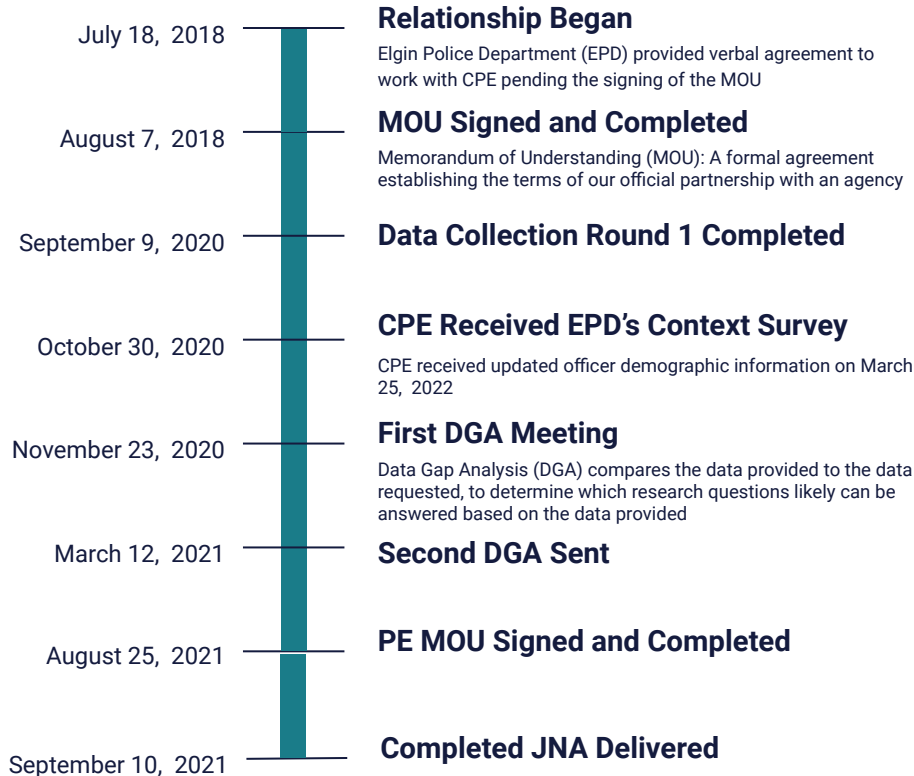 July 18, 2018
Relationship Began
Elgin Police Department (EPD) provided verbal agreement to
work with CPE pending the signing of the MOU
August 7, 2018
MOU Signed and Completed
Memorandum of Understanding (MOU): A formal agreement
establishing the terms of our official partnership with an agency
September 9, 2020
Data Collection Round 1 Completed
October 30, 2020
CPE Received EPD’s Context Survey
CPE received updated officer demographic information on March
25, 2022
November 23, 2020
First DGA Meeting
Data Gap Analysis (DGA) compares the data provided to the data
requested, to determine which research questions likely can be
answered based on the data provided
March 12, 2021
Second DGA Sent
August 25, 2021
PE MOU Signed and Completed
September 10, 2021
Completed JNA Delivered